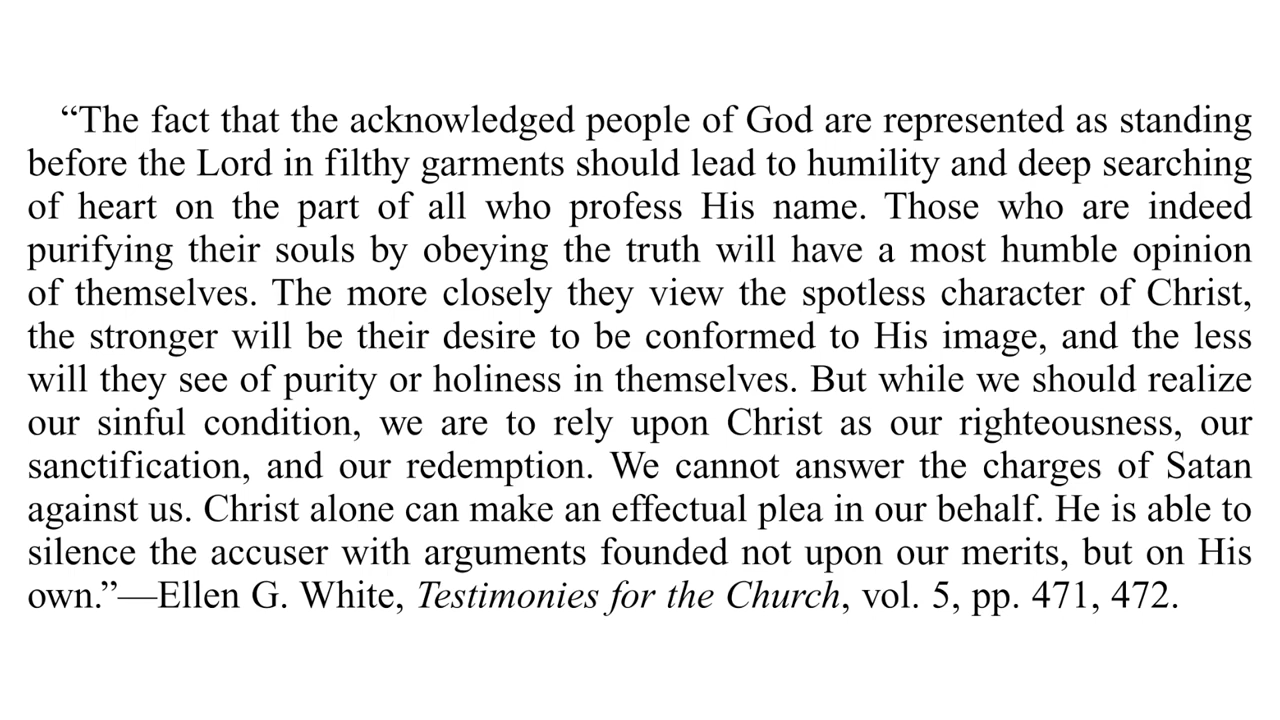 “The fact that the acknowledged people of God are represented as standing
before the Lord in filthy garments should lead to humility and deep searching
of heart on the part of all who profess His name. Those who are indeed
purifying their souls by obeying the truth will have a most humble opinion
of themselves. The more closely they view the spotless character of Christ,
the stronger will be their desire to be conformed to His image, and the less
will they see of purity or holiness in themselves. But while we should realize
our sinful condition, we are to rely upon Christ as our righteousness, our
sanctification, and our redemption. We cannot answer the charges of Satan
against us. Christ alone can make an effectual plea in our behalf. He is able to
silence the accuser with arguments founded not upon our merits, but on His
own.”—Ellen G. White, Testimonies for the Church, vol. 5, pp. 471, 472.